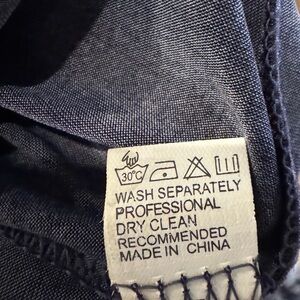 30°C
WASH SEPARATELY
PROFESSIONAL
DRY CLEAN
RECOMMENDED
MADE IN CHINA